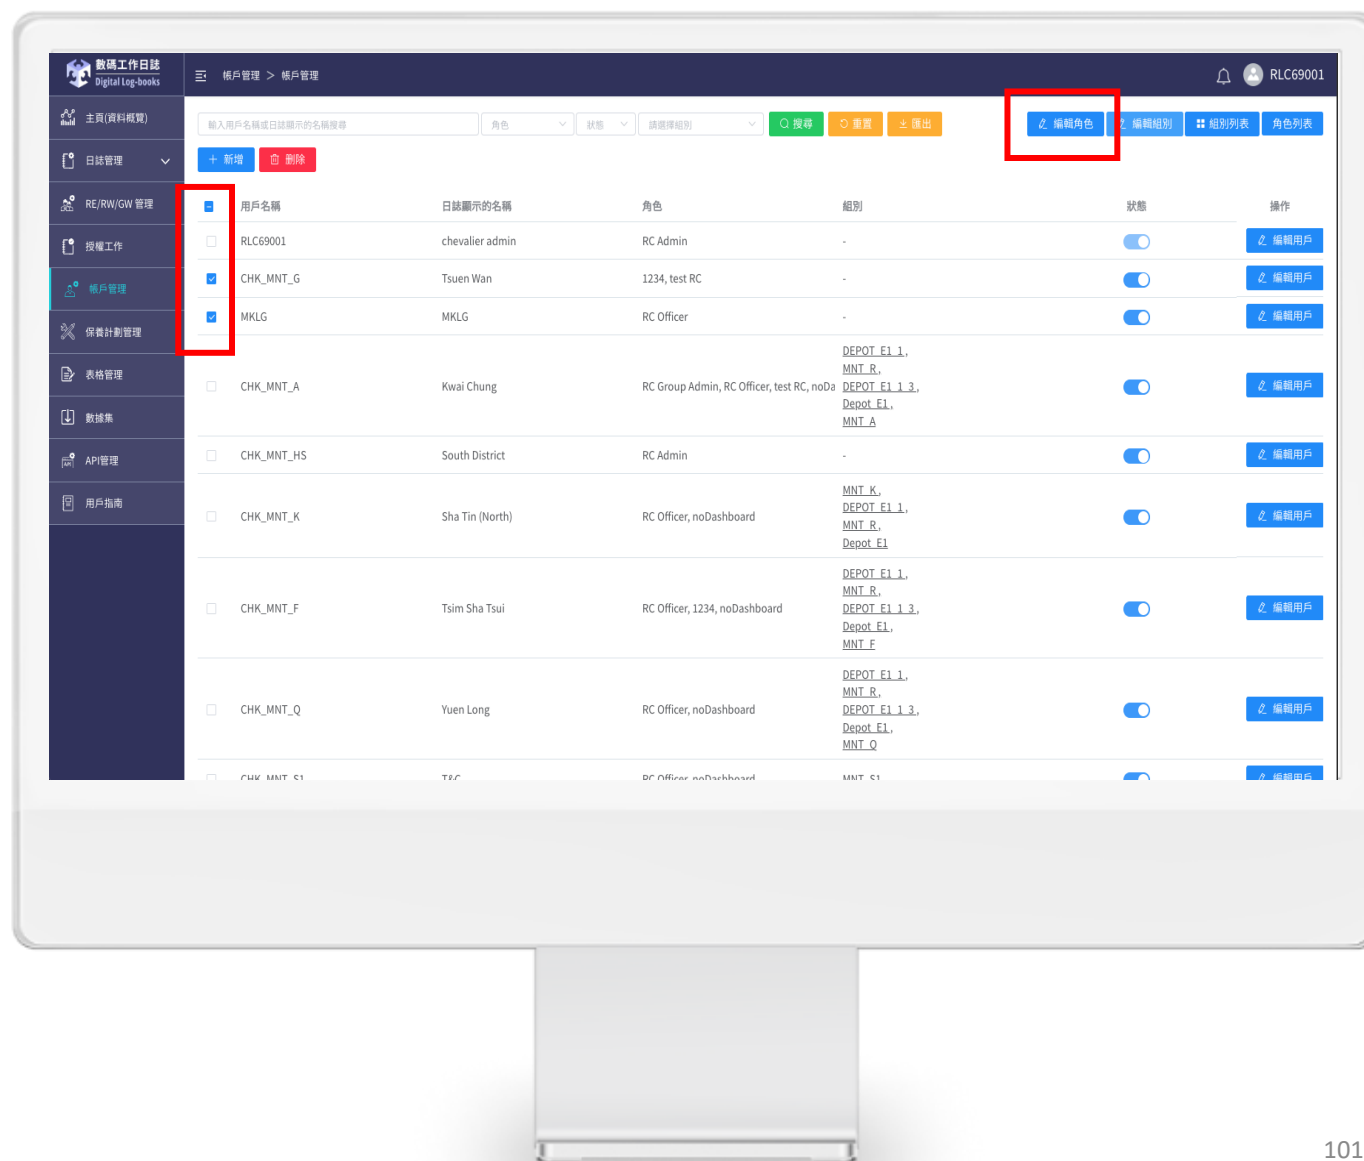 數碼工作日誌
Digital Log-books
帳戶管理 > 帳戶管理
RLC69001
主頁(資料概覽)
日誌管理
RE/RW/GW 管理
授權工作
帳戶管理
保養計劃管理
表格管理
數據集
API管理
用戶指南
輸入用戶名稱或日誌顯示的名稱搜尋 角色 狀態 請選擇組別 搜尋 重置 匯出 編輯角色 編輯組別 組別列表 角色列表
+ 新增 刪除
用戶名稱 日誌顯示的名稱 角色 組別 狀態 操作
RLC69001 chevalier admin RC Admin - 編輯用戶
CHK_MNT_G Tsuen Wan 1234, test RC - 編輯用戶
MKLG MKLG RC Officer - 編輯用戶
DEPOT_E1_1,
MNT_R,
CHK_MNT_A Kwai Chung RC Group Admin, RC Officer, test RC, noDa DEPOT_E1_1_3, 編輯用戶
Depot_E1,
MNT_A
CHK_MNT_HS South District RC Admin - 編輯用戶
MNT_K,
DEPOT_E1_1,
CHK_MNT_K Sha Tin (North) RC Officer, noDashboard MNT_R, 編輯用戶
Depot_E1
DEPOT_E1_1,
MNT_R,
CHK_MNT_F Tsim Sha Tsui RC Officer, 1234, noDashboard DEPOT_E1_1_3, 編輯用戶
Depot_E1,
MNT_F
DEPOT_E1_1,
MNT_R,
CHK_MNT_Q Yuen Long RC Officer, noDashboard DEPOT_E1_1_3, 編輯用戶
Depot_E1,
MNT_Q
CHK_MNT_S1 T&C RC Officer, noDashboard MNT_S1 編輯用戶
101